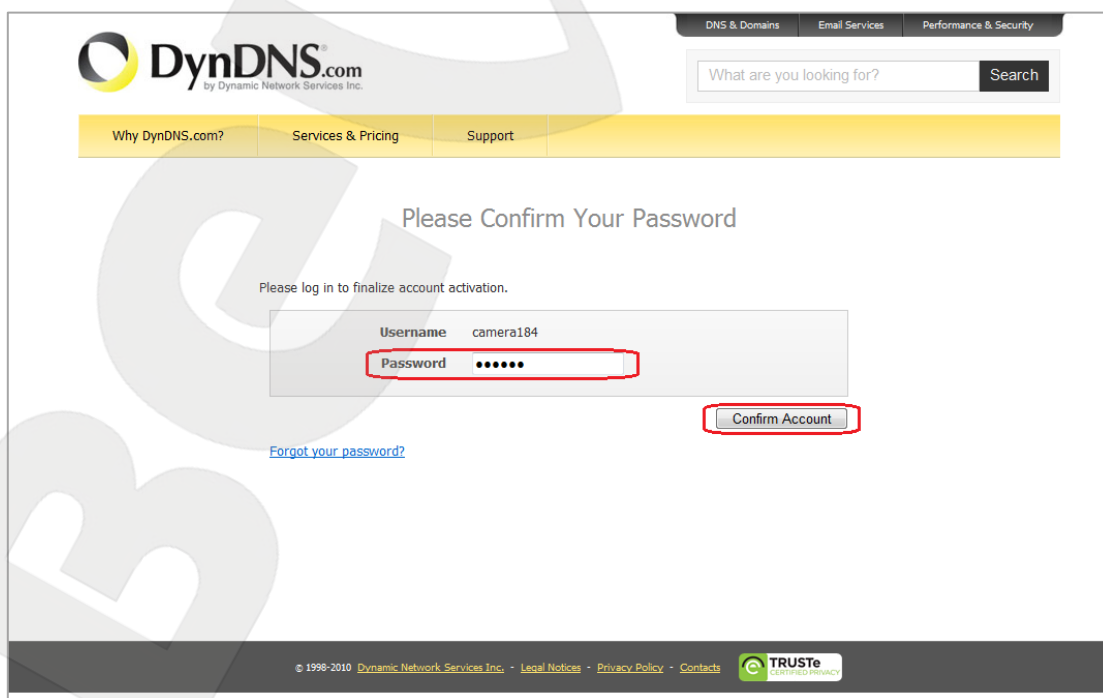 DNS & Domains Email Services Performance & Security
DynDNS.com
by Dynamic Network Services Inc.
What are you looking for? Search
Why DynDNS.com? Services & Pricing Support
Please Confirm Your Password
Please log in to finalize account activation.
Username camera184
Password ••••••
Confirm Account
Forgot your password?
© 1998-2010 Dynamic Network Services Inc. - Legal Notices - Privacy Policy - Contacts
TRUSTe
CERTIFIED PRIVACY